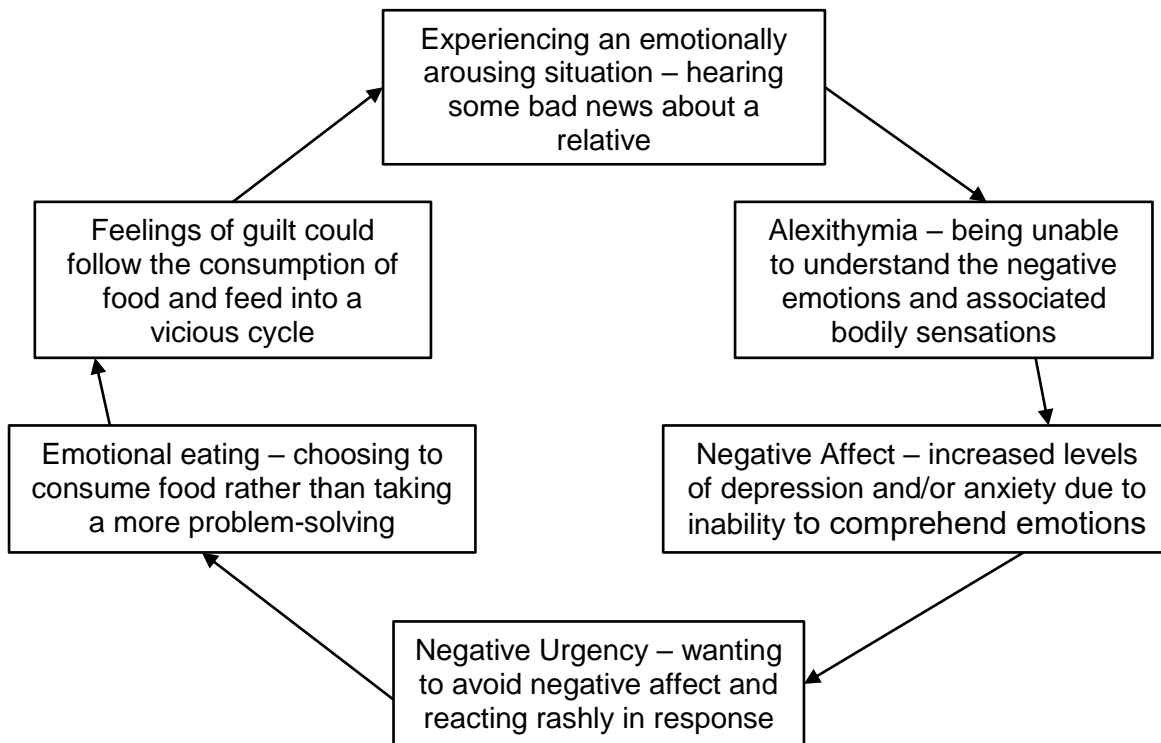 Experiencing an emotionally
arousing situation – hearing
some bad news about a
relative
Alexithymia – being unable
to understand the negative
emotions and associated
bodily sensations
Negative Affect – increased levels
of depression and/or anxiety due to
inability to comprehend emotions
Negative Urgency – wanting
to avoid negative affect and
reacting rashly in response
Emotional eating – choosing to
consume food rather than taking
a more problem-solving
Feelings of guilt could
follow the consumption of
food and feed into a
vicious cycle